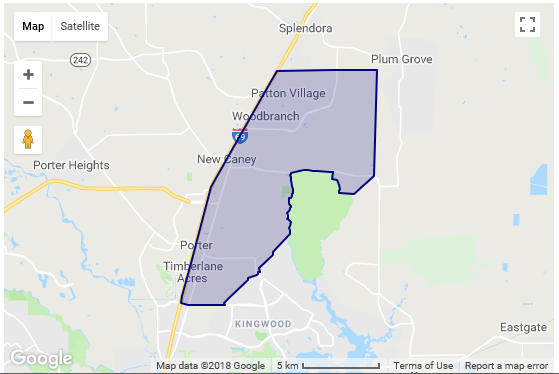 Map Satellite
Splendora
242
Plum Grove
+
Patton Village
−
Woodbranch
69
New Caney
Porter Heights
Porter
Timberlane
Acres
KINGWOOD
Eastgate
Google
Map data ©2018 Google 5 km Terms of Use Report a map error